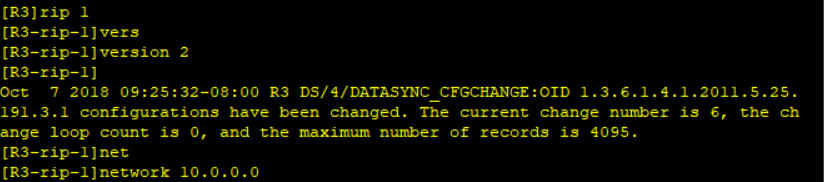 [R3]rip 1
[R3-rip-1]vers
[R3-rip-1]version 2
[R3-rip-1]
Oct  7 2018 09:25:32-08:00 R3 DS/4/DATASYNC_CFGCHANGE:OID 1.3.6.1.4.1.2011.5.25.
191.3.1 configurations have been changed. The current change number is 6, the ch
ange loop count is 0, and the maximum number of records is 4095.
[R3-rip-1]net
[R3-rip-1]network 10.0.0.0